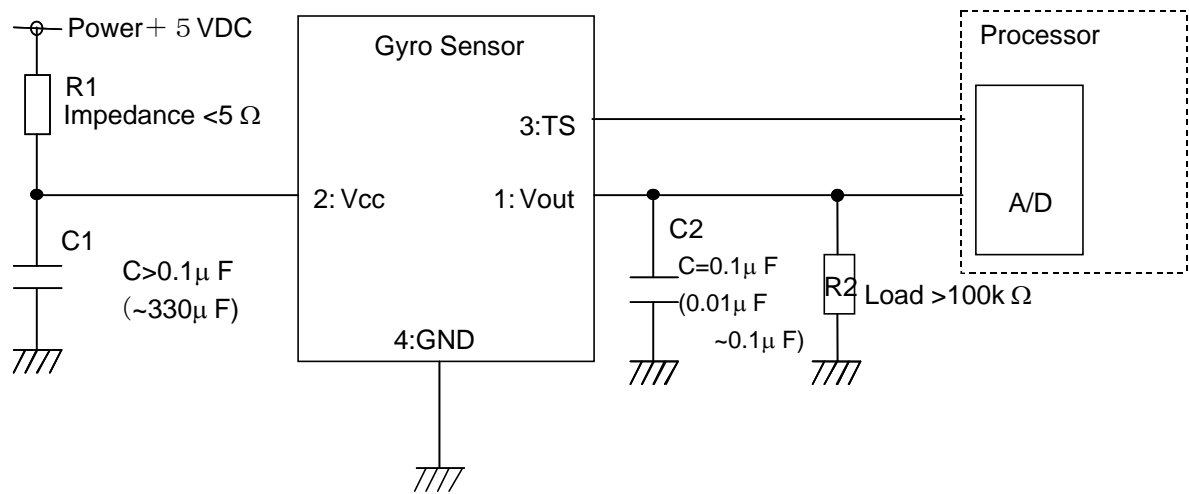 Power＋５VDC
R1
Impedance <5 Ω
C1
C>0.1μ F
(~330μ F)
Gyro Sensor
3:TS
2: Vcc
1: Vout
4:GND
C2
C=0.1μ F
(0.01μ F
~0.1μ F)
R2
Load >100k Ω
Processor
A/D